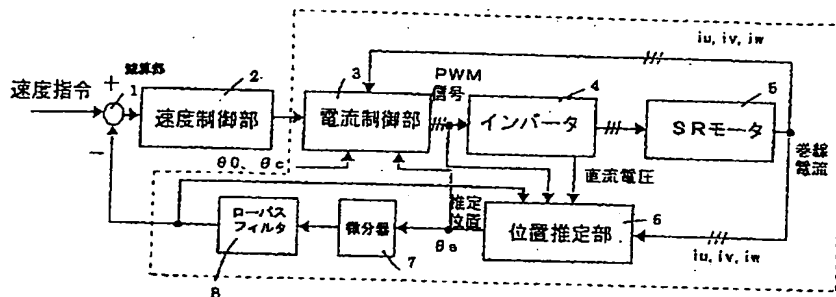 iu, iv, iw
速度指令
+
減算部
1
2
速度制御部
3
電流制御部
PWM
信号
4
インバータ
5
SRモータ
巻線
電流
−
θ0、θc
直流電圧
ローパス
フィルタ
8
微分器
7
推定
位置
θs
位置推定部
6
iu, iv, iw